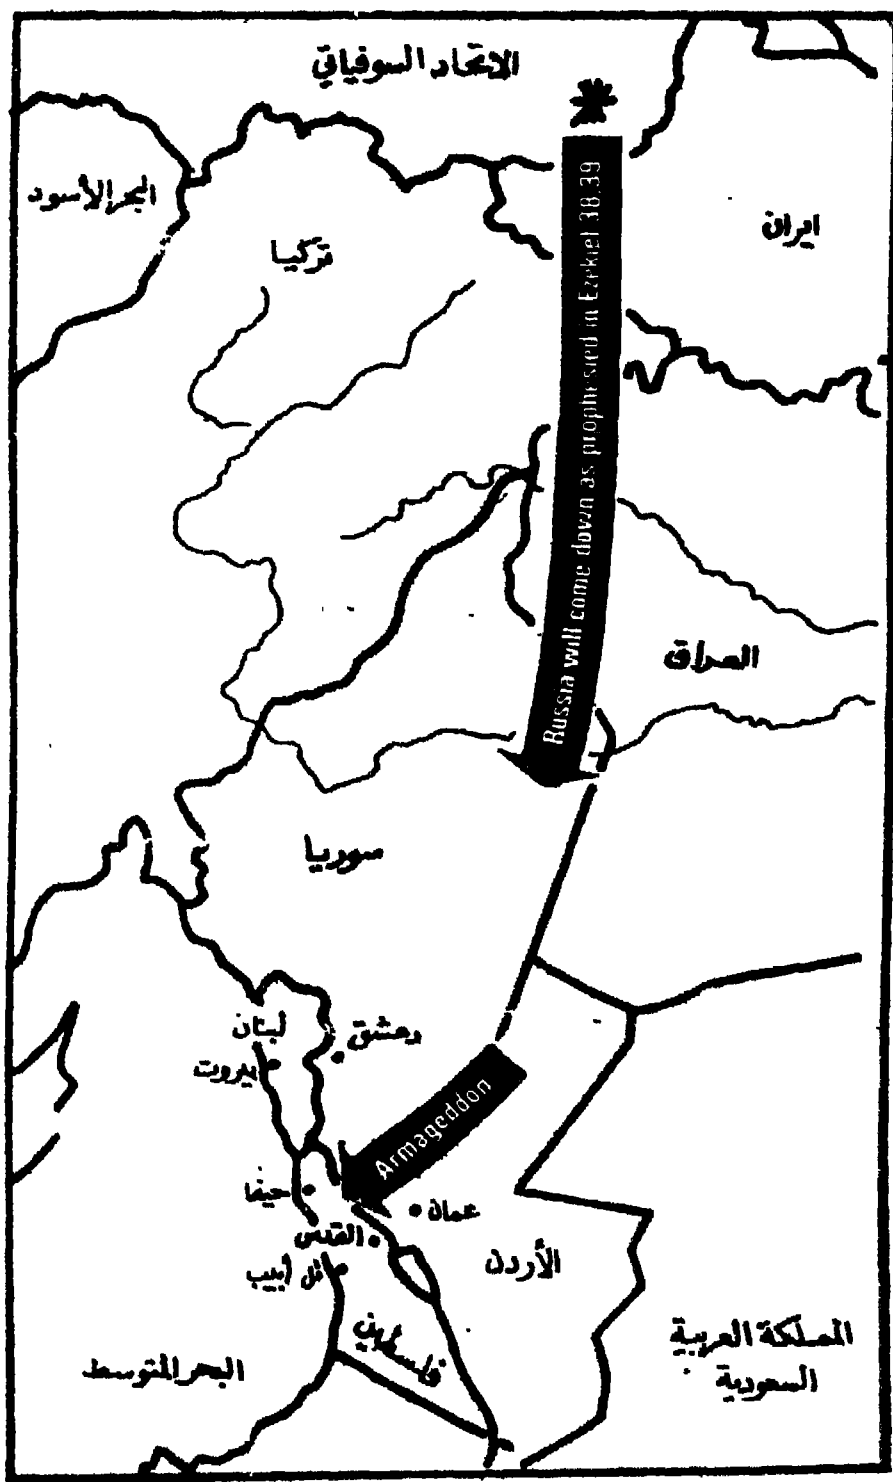 الاتحاد السوفياتي
البحر الأسود
تركيا
ايران
Russia will come down as prophesied in Ezekiel 38,39
العراق
سوريا
لبنان
دمشق
بيروت
Armageddon
حيفا
عمان
القدس
تل أبيب
الأردن
فلسطين
المملكة العربية
السعودية
البحر المتوسط